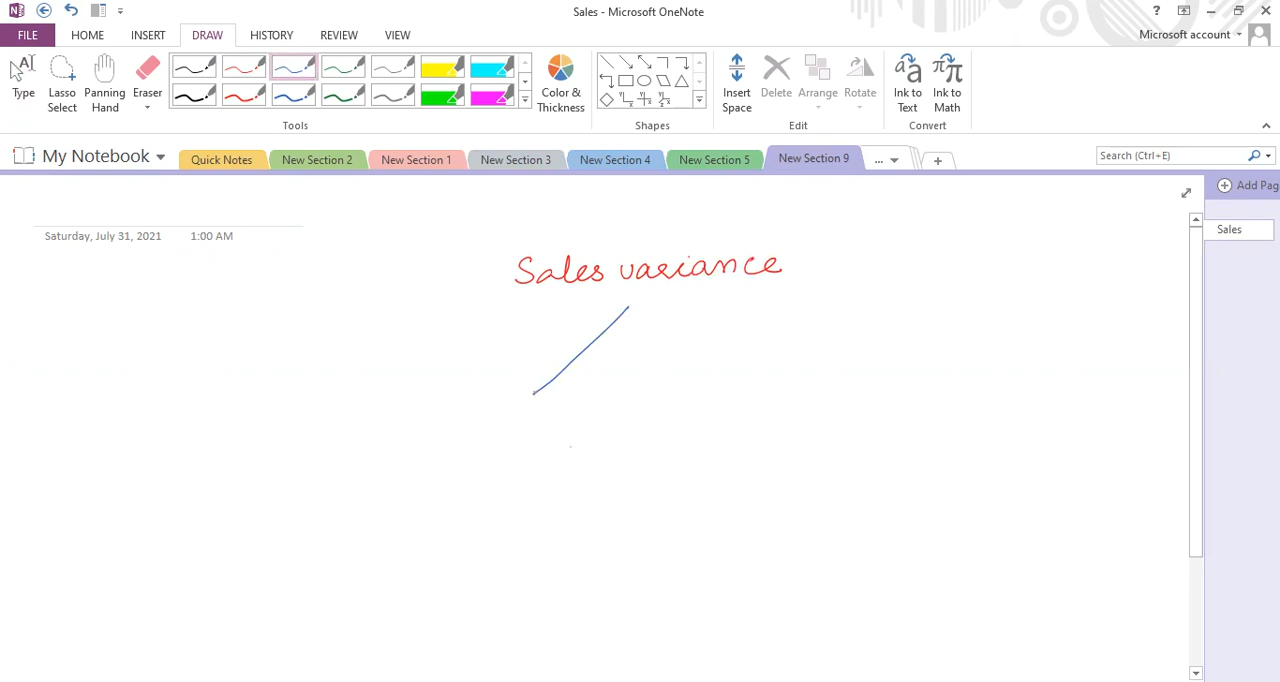 Sales - Microsoft OneNote
?
Microsoft account
FILE HOME INSERT DRAW HISTORY REVIEW VIEW
Type
Lasso Select
Panning Hand
Eraser
Color & Thickness
Insert Space
Delete
Arrange
Rotate
Ink to Text
Ink to Math
Tools
Shapes
Edit
Convert
My Notebook
Quick Notes
New Section 2
New Section 1
New Section 3
New Section 4
New Section 5
New Section 9
...
Search (Ctrl+E)
Add Pag
Sales
Saturday, July 31, 2021 1:00 AM
Sales variance